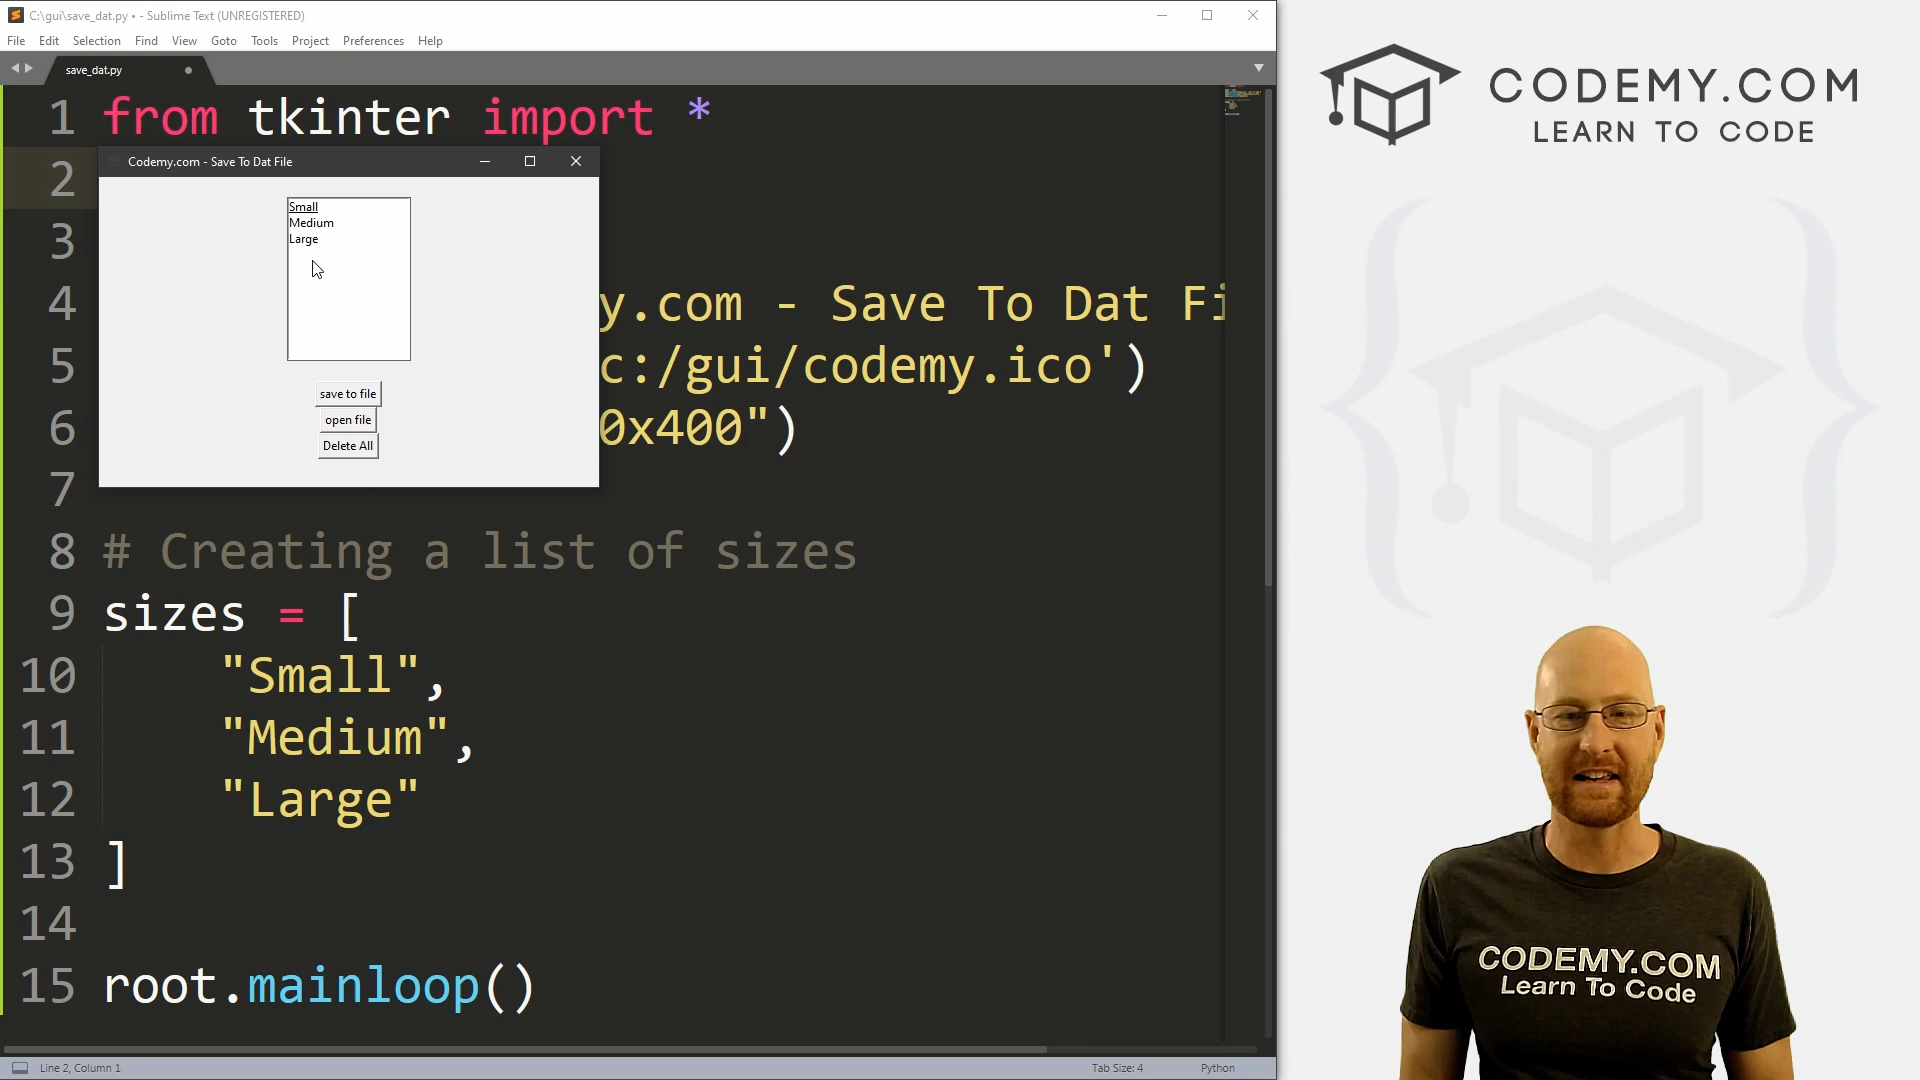 C:\gui\save_dat.py • - Sublime Text (UNREGISTERED)
File Edit Selection Find View Goto Tools Project Preferences Help
save_dat.py
1 from tkinter import *
2
3
4 y.com - Save To Dat Fi
5 c:/gui/codemy.ico')
6 0x400")
7
8 # Creating a list of sizes
9 sizes = [
10 "Small",
11 "Medium",
12 "Large"
13 ]
14
15 root.mainloop()
Codemy.com - Save To Dat File
Small
Medium
Large
save to file
open file
Delete All
Line 2, Column 1
Tab Size: 4
Python
CODEMY.COM
LEARN TO CODE
CODEMY.COM
Learn To Code